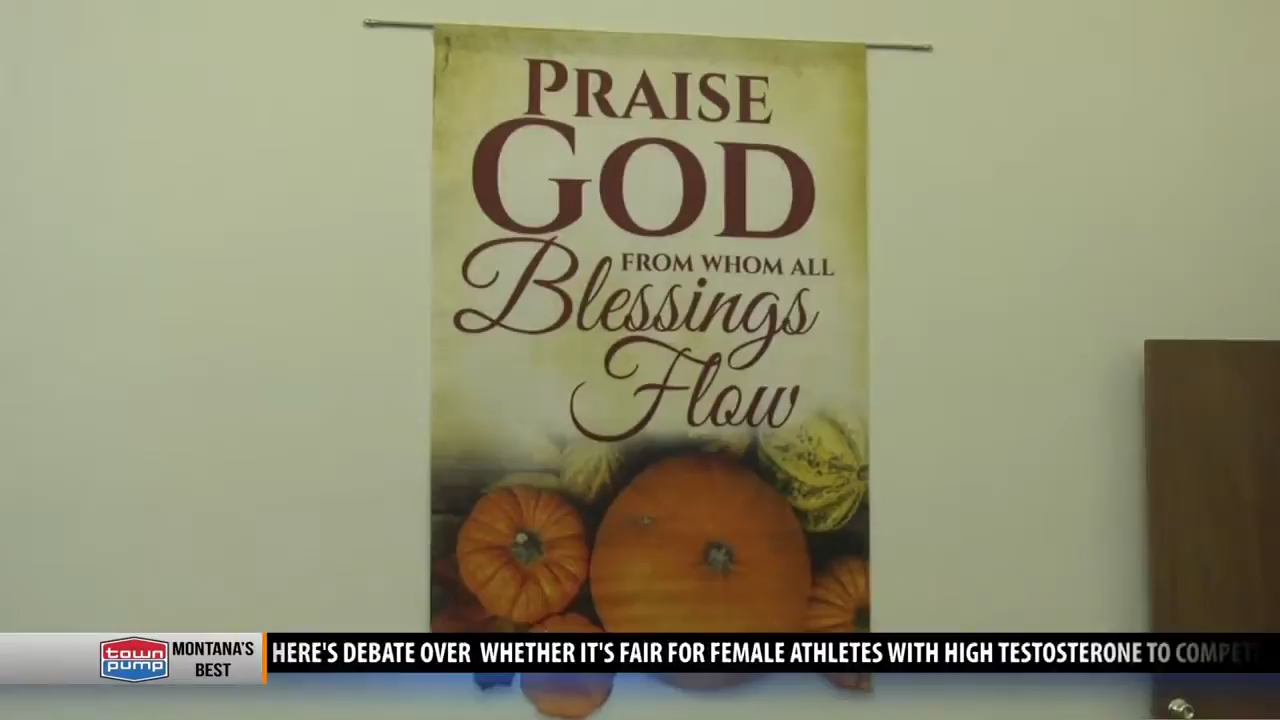 PRAISE
GOD
FROM WHOM ALL
Blessings
Flow
town
pump
MONTANA'S
BEST
HERE'S DEBATE OVER WHETHER IT'S FAIR FOR FEMALE ATHLETES WITH HIGH TESTOSTERONE TO COMPET